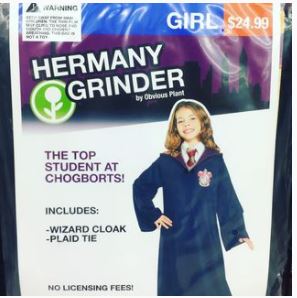 WARNING
GIRL $24.99
HERMANY
GRINDER
by Obvious Plant
THE TOP
STUDENT AT
CHOGBORTS!
INCLUDES:
-WIZARD CLOAK
-PLAID TIE
NO LICENSING FEES!